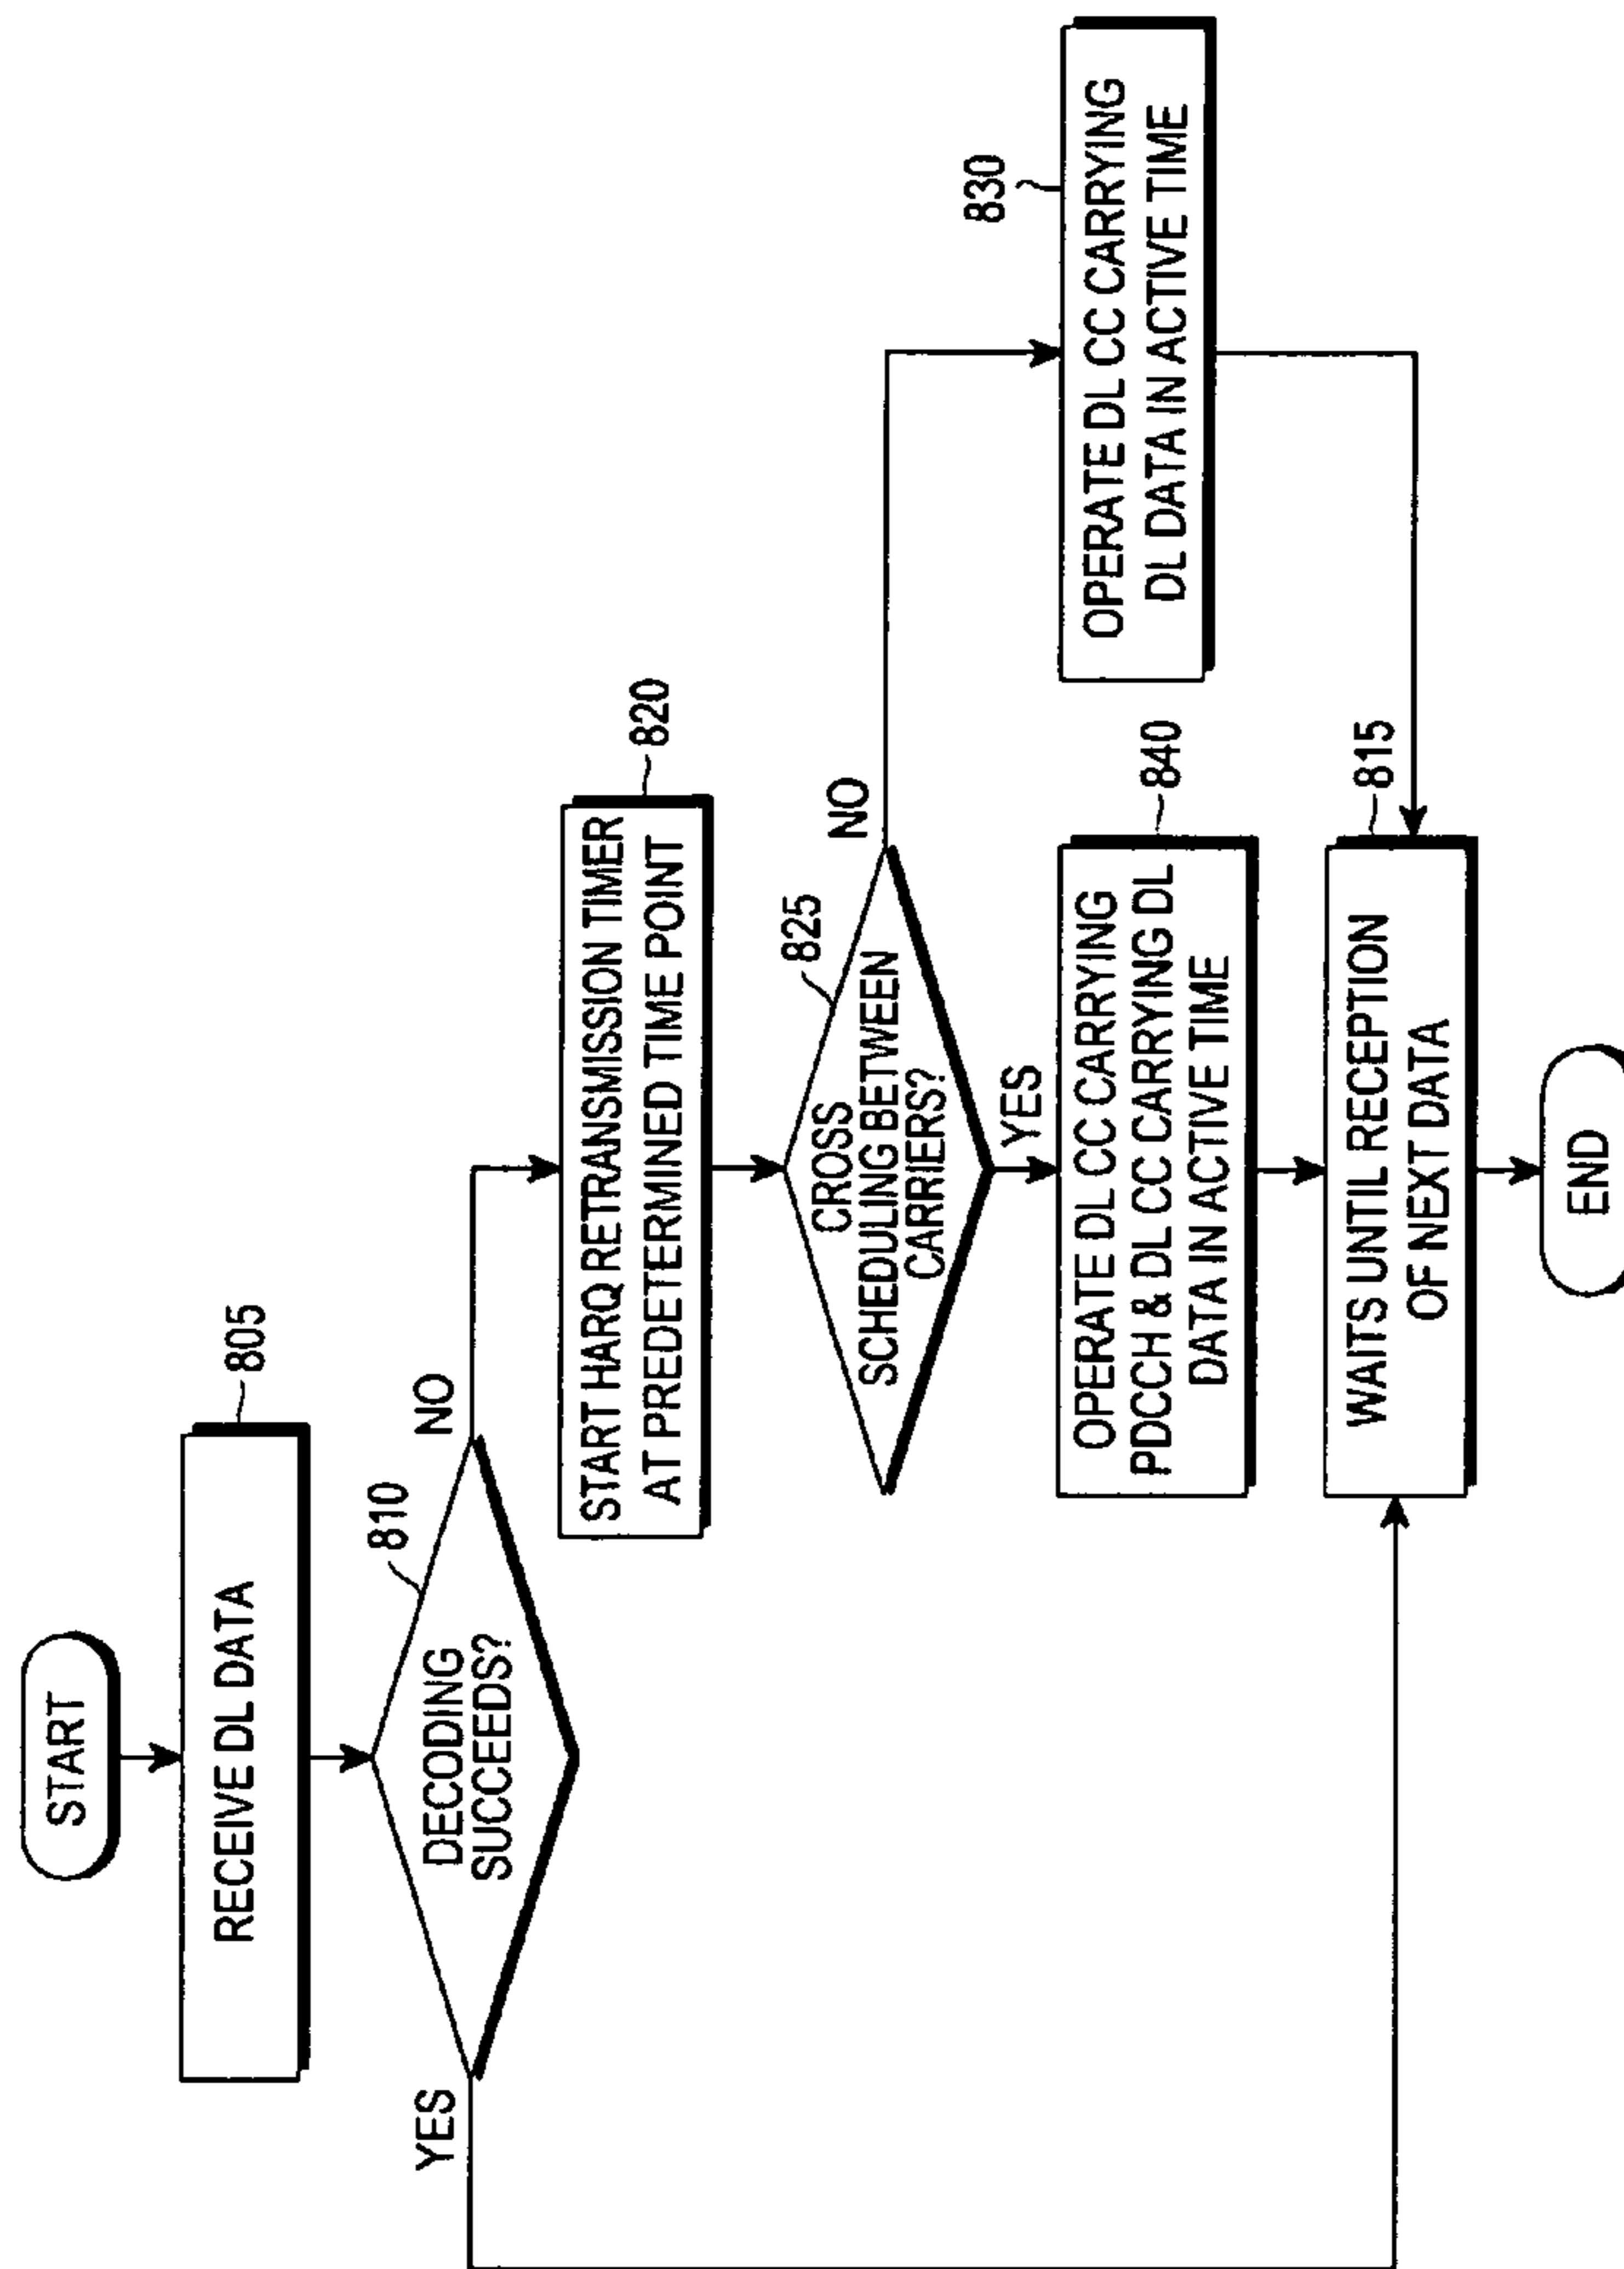 START
805
RECEIVE DL DATA
810
DECODING
SUCCEEDS?
YES
NO
820
START HARQ RETRANSMISSION TIMER
AT PREDETERMINED TIME POINT
825
CROSS
SCHEDULING BETWEEN
CARRIERS?
NO
YES
830
OPERATE DL CC CARRYING
DL DATA IN ACTIVE TIME
840
OPERATE DL CC CARRYING
PDCCH & DL CC CARRYING DL
DATA IN ACTIVE TIME
815
WAITS UNTIL RECEPTION
OF NEXT DATA
END